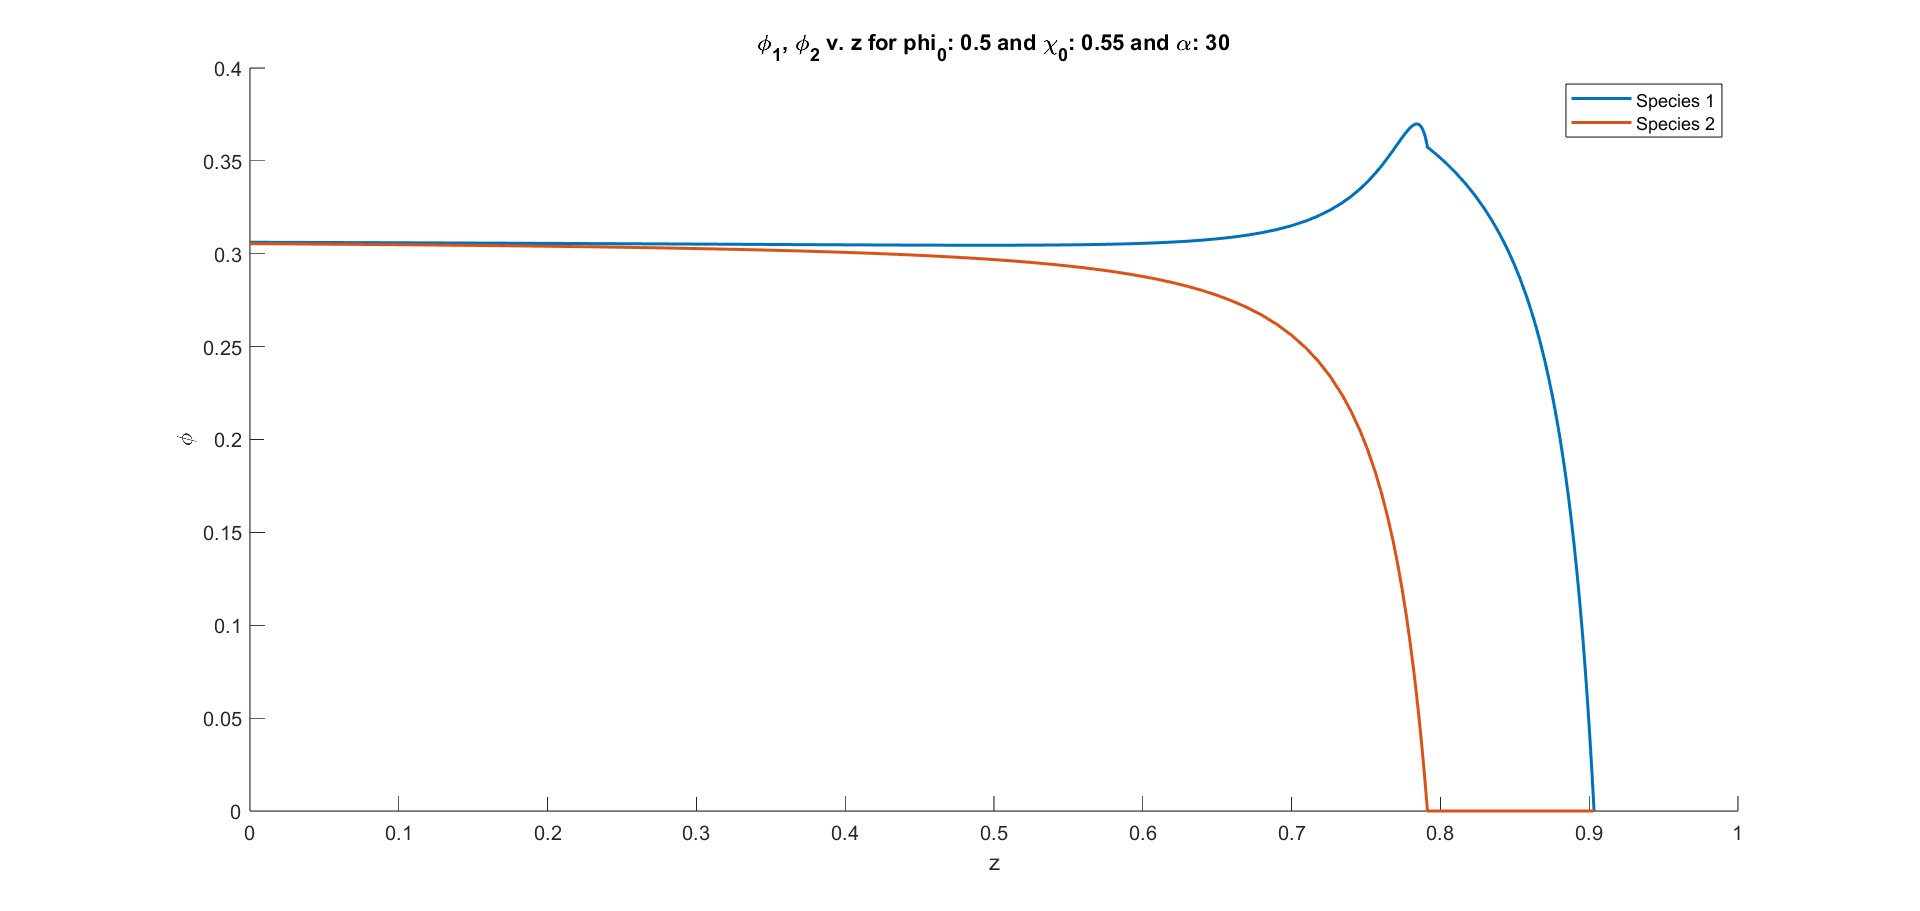 ϕ₁, ϕ₂ v. z for phi₀: 0.5 and χ₀: 0.55 and α: 30
Species 1
Species 2
0.4
0.35
0.3
0.25
0.2
0.15
0.1
0.05
0
ϕ
0 0.1 0.2 0.3 0.4 0.5 0.6 0.7 0.8 0.9 1
z